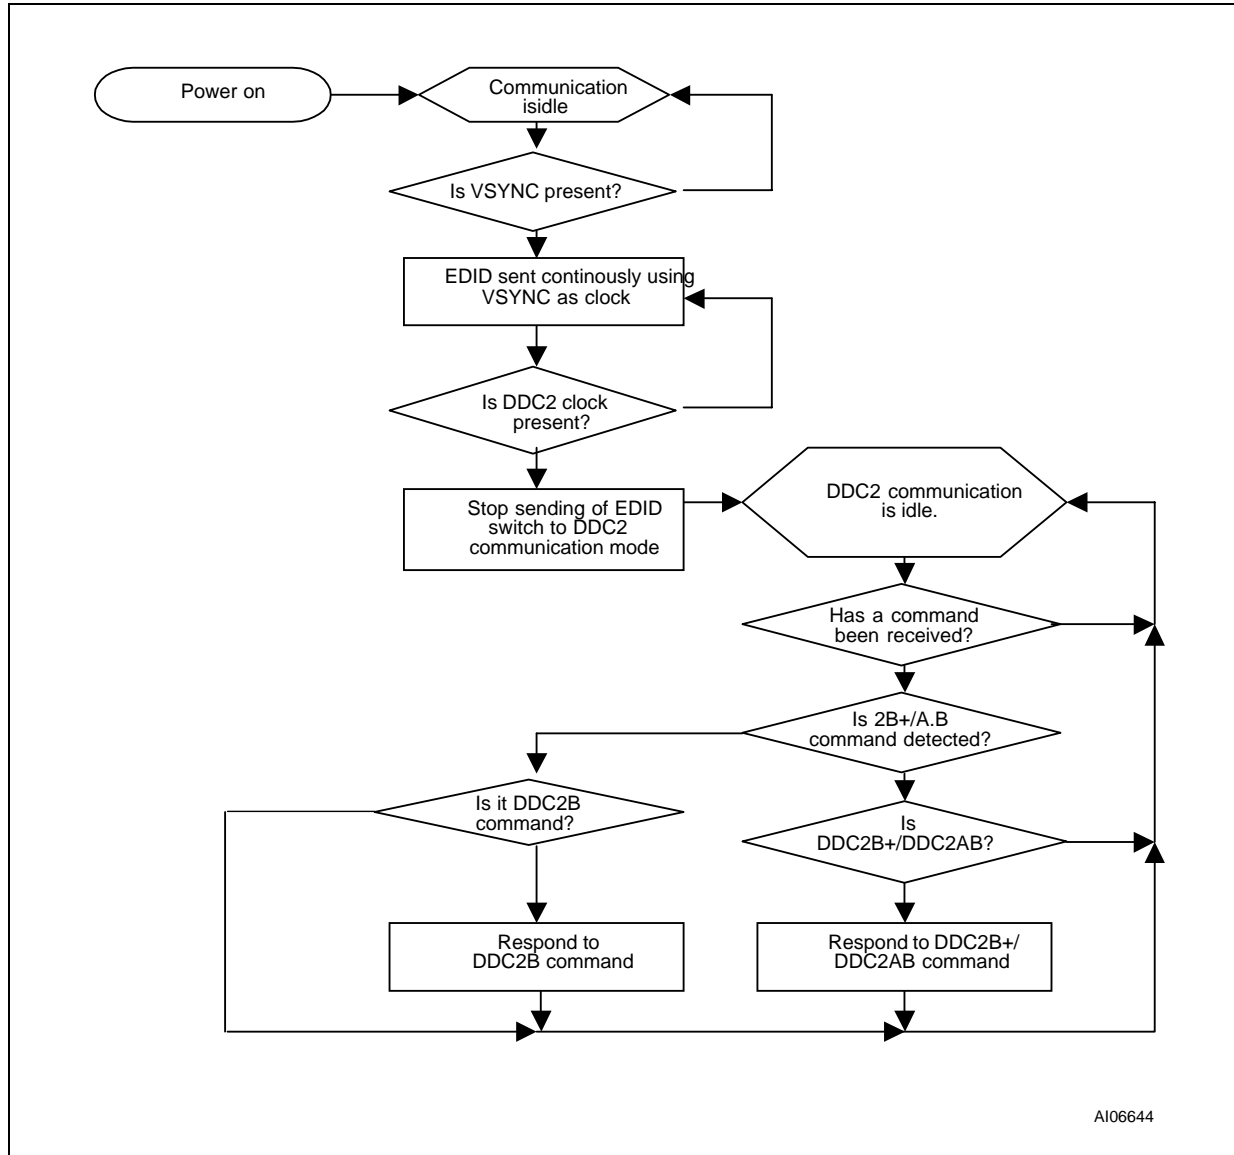 Power on
Communication
isidle
Is VSYNC present?
EDID sent continously using
VSYNC as clock
Is DDC2 clock
present?
Stop sending of EDID
switch to DDC2
communication mode
DDC2 communication
is idle.
Has a command
been received?
Is 2B+/A.B
command detected?
Is it DDC2B
command?
Is
DDC2B+/DDC2AB?
Respond to
DDC2B command
Respond to DDC2B+/
DDC2AB command
AI06644